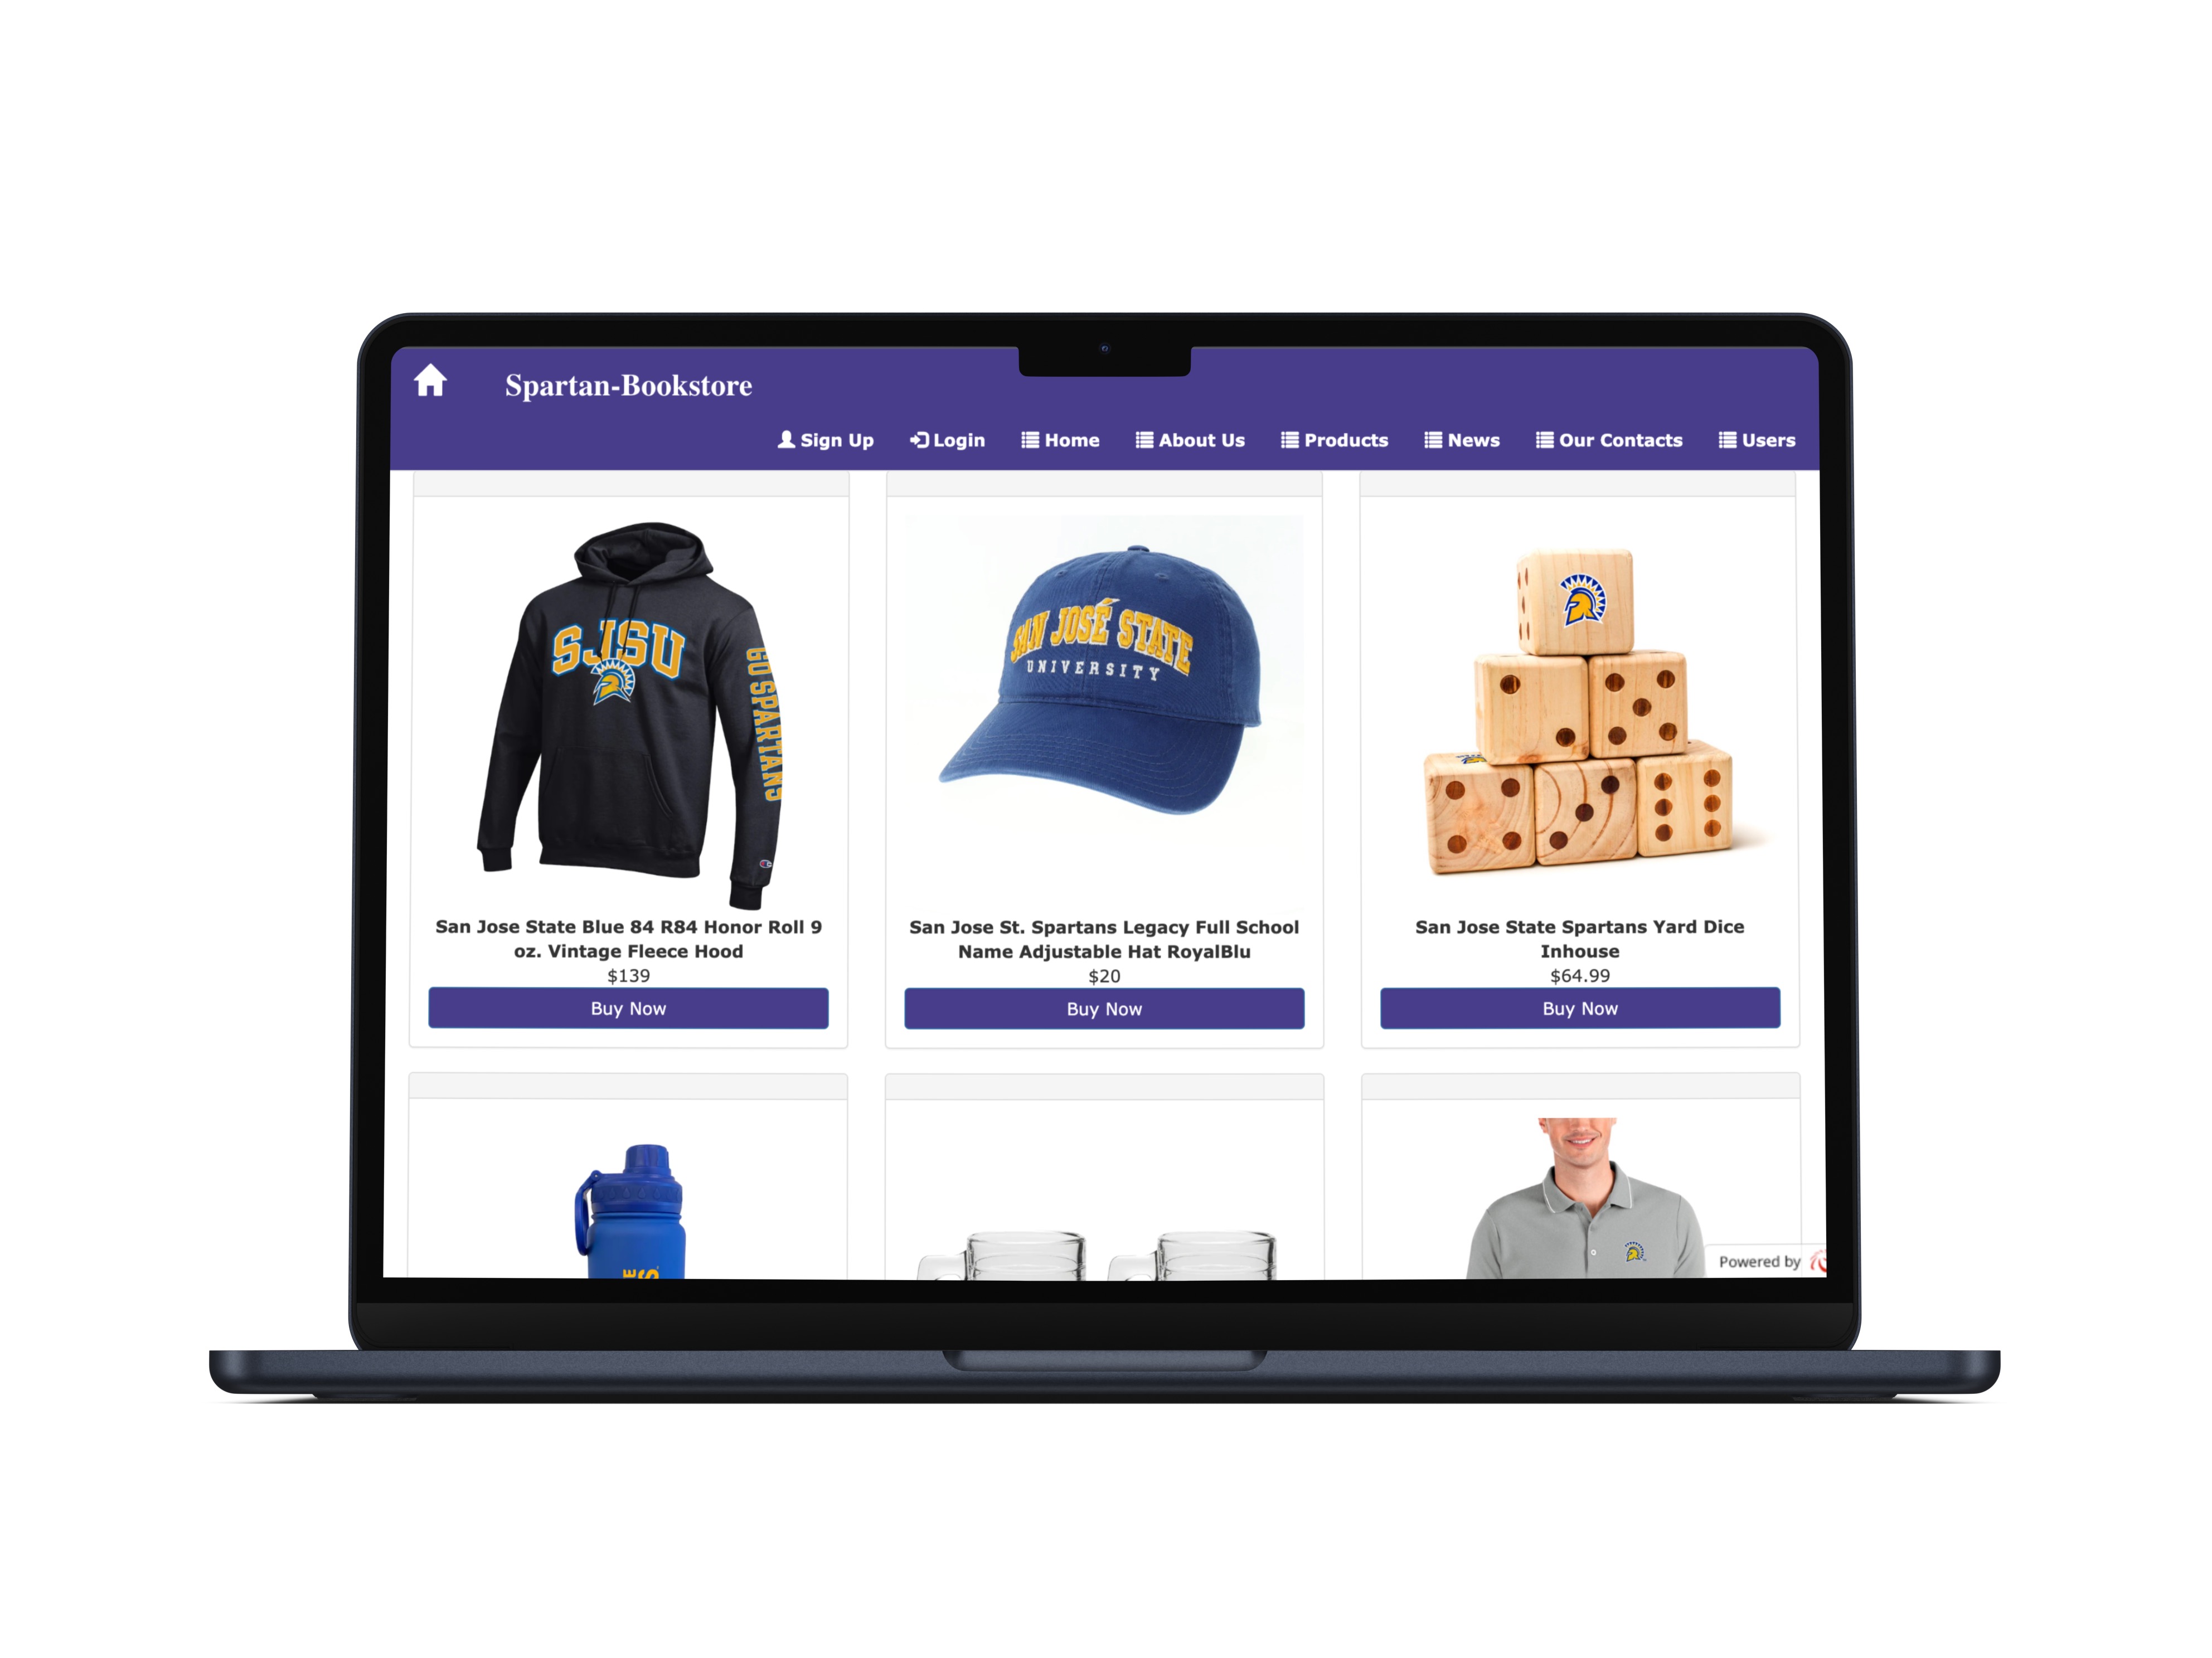 Spartan-Bookstore
Sign Up Login Home About Us Products News Our Contacts Users
SJSU
GO SPARTANS
SAN JOSÉ STATE
UNIVERSITY
San Jose State Blue 84 R84 Honor Roll 9
oz. Vintage Fleece Hood
$139
Buy Now
San Jose St. Spartans Legacy Full School
Name Adjustable Hat RoyalBlu
$20
Buy Now
San Jose State Spartans Yard Dice
Inhouse
$64.99
Buy Now
Powered by